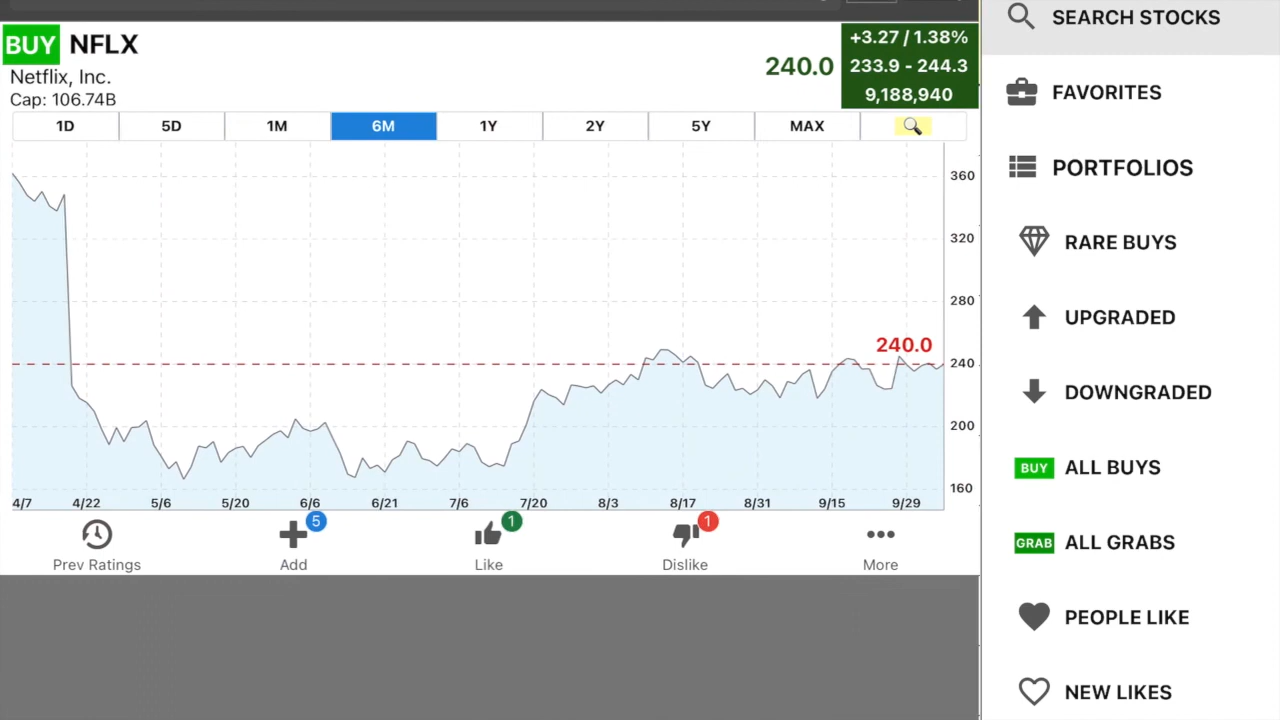 BUY NFLX
Netflix, Inc.
Cap: 106.74B
240.0
+3.27 / 1.38%
233.9 - 244.3
9,188,940
1D 5D 1M 6M 1Y 2Y 5Y MAX
360
320
280
240.0
240
200
160
4/7 4/22 5/6 5/20 6/6 6/21 7/6 7/20 8/3 8/17 8/31 9/15 9/29
5 1 1
Prev Ratings Add Like Dislike More
SEARCH STOCKS
FAVORITES
PORTFOLIOS
RARE BUYS
UPGRADED
DOWNGRADED
BUY ALL BUYS
GRAB ALL GRABS
PEOPLE LIKE
NEW LIKES